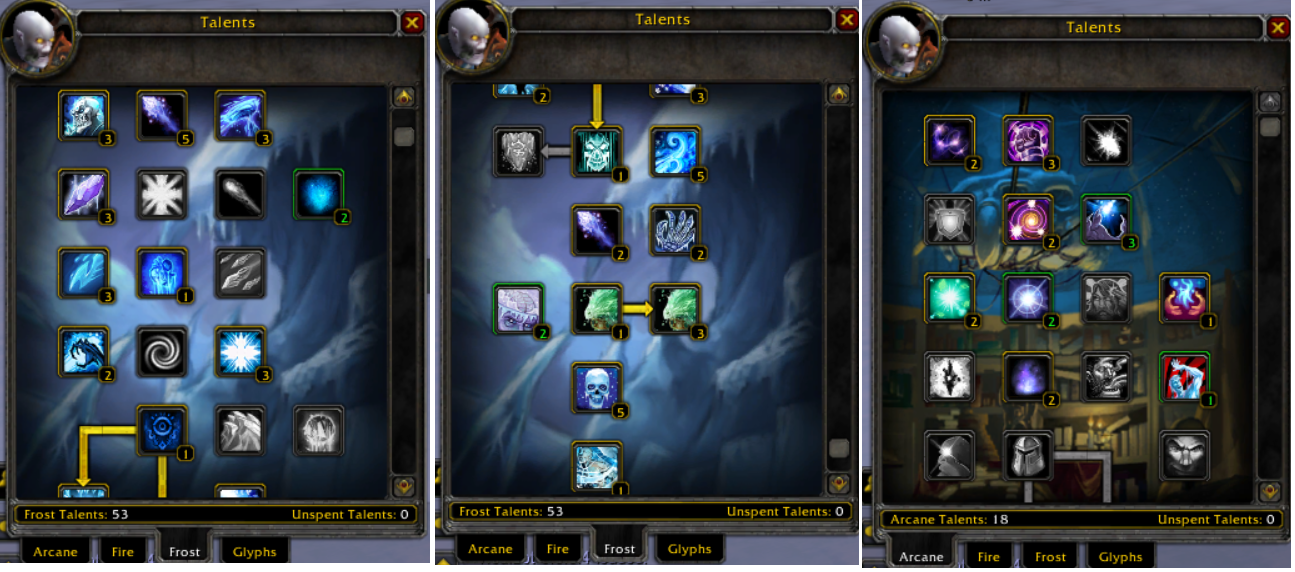 Talents
3
5
3
3
2
3
1
2
3
1
Frost Talents: 53
Unspent Talents: 0
Arcane
Fire
Frost
Glyphs
Talents
2
3
1
5
2
2
2
1
3
5
1
Frost Talents: 53
Unspent Talents: 0
Arcane
Fire
Frost
Glyphs
Talents
2
3
2
3
2
2
1
2
1
Arcane Talents: 18
Unspent Talents: 0
Arcane
Fire
Frost
Glyphs